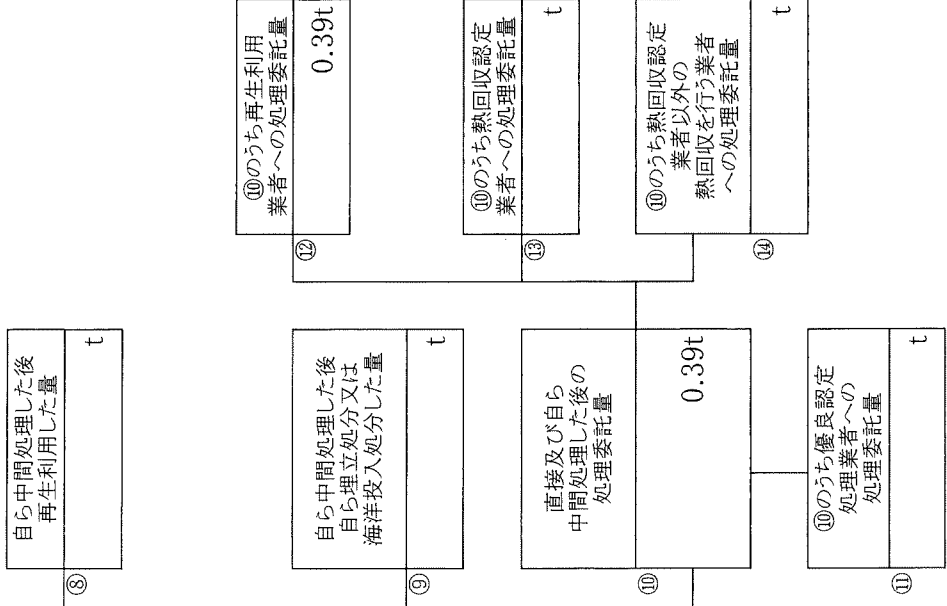 ⑧
自ら中間処理した後
再生利用した量
t
⑨
自ら中間処理した後
自ら埋立処分又は
海洋投入処分した量
t
⑩
直接及び自ら
中間処理した後の
処理委託量
0.39t
⑪
⑩のうち優良認定
処理業者への
処理委託量
t
⑫
⑩のうち再生利用
業者への処理委託量
0.39t
⑬
⑩のうち熱回収認定
業者への処理委託量
t
⑭
⑩のうち熱回収認定
業者以外の
熱回収を行う業者
への処理委託量
t